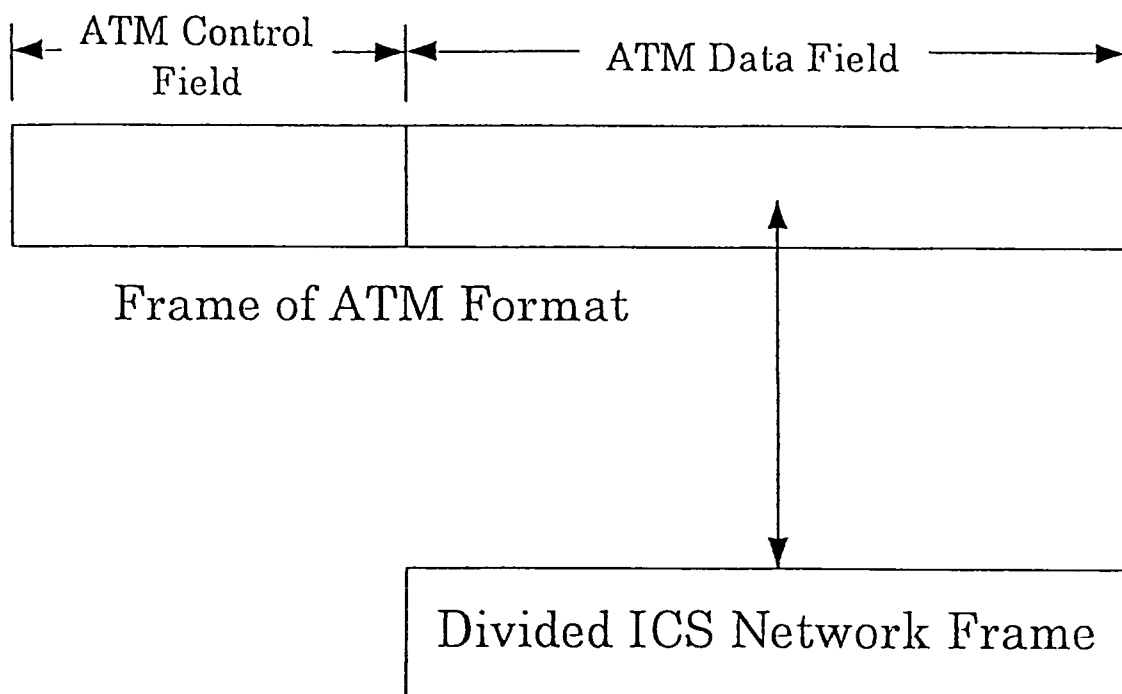 ATM Control
Field
ATM Data Field
Frame of ATM Format
Divided ICS Network Frame